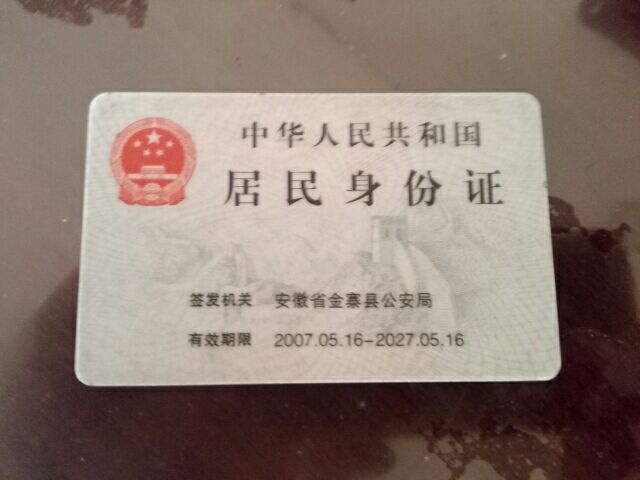 中华人民共和国
居民身份证
签发机关 安徽省金寨县公安局
有效期限 2007.05.16-2027.05.16